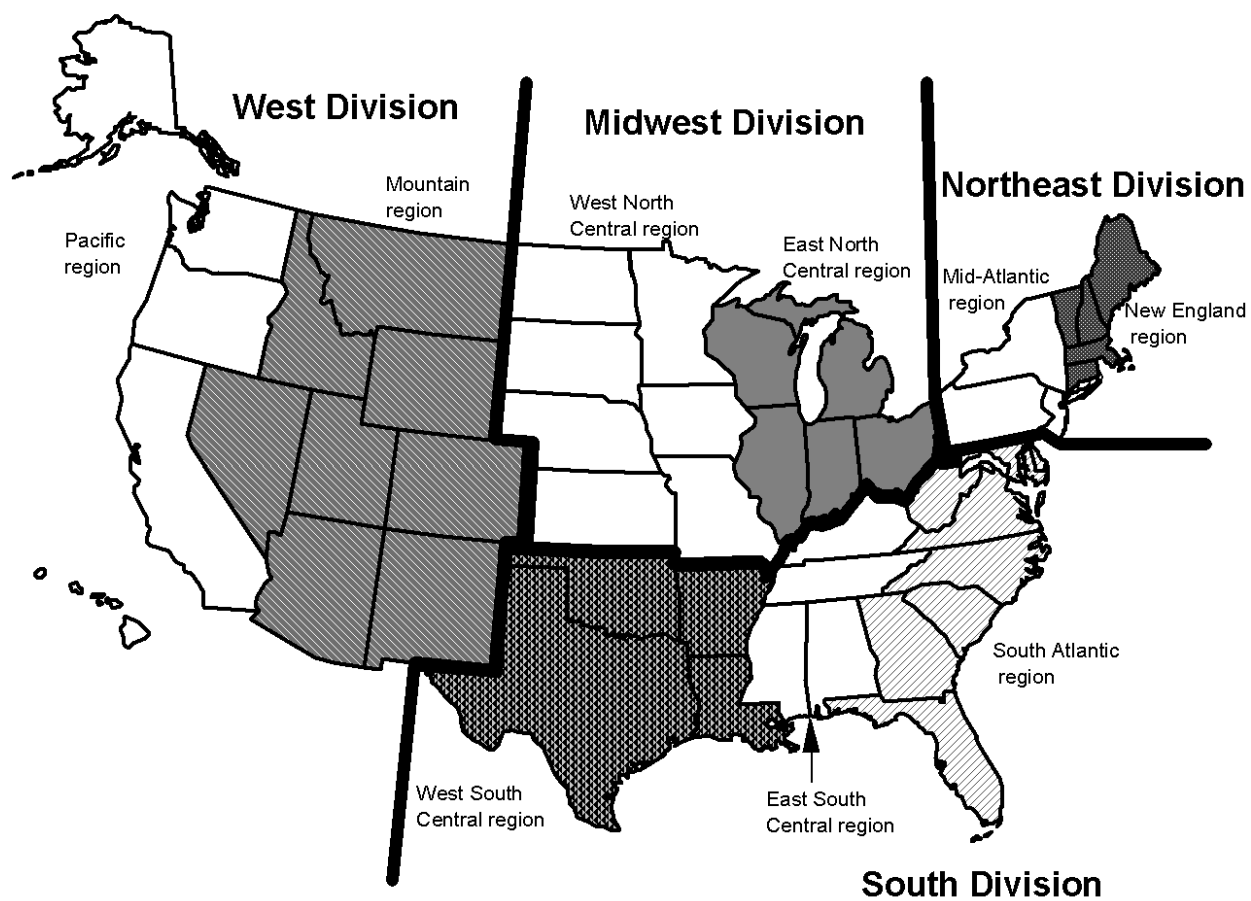 West Division
Midwest Division
Northeast Division
Mountain
region
West North
Central region
Pacific
region
East North
Central region
Mid-Atlantic
region
New England
region
South Atlantic
region
West South
Central region
East South
Central region
South Division